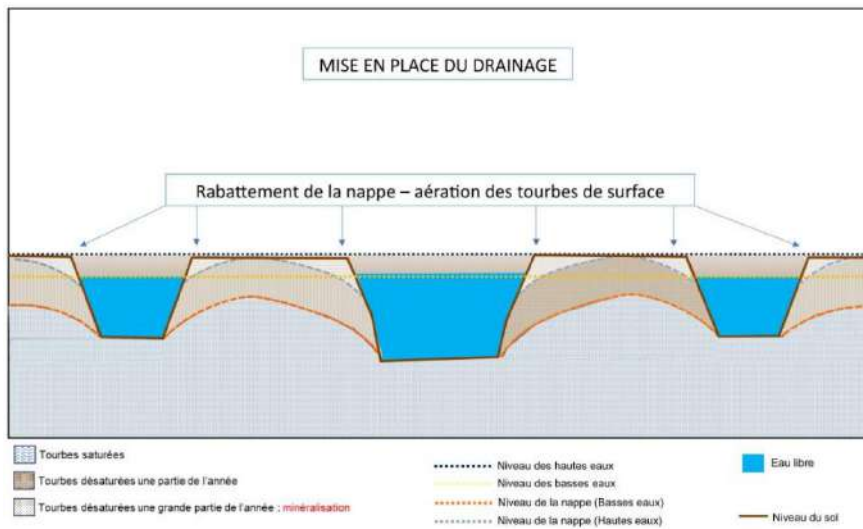 MISE EN PLACE DU DRAINAGE
Rabattement de la nappe – aération des tourbes de surface
Tourbes saturées
Tourbes désaturées une partie de l'année
Tourbes désaturées une grande partie de l'année : minéralisation
Niveau des hautes eaux
Niveau des basses eaux
Niveau de la nappe (Basses eaux)
Niveau de la nappe (Hautes eaux)
Eau libre
Niveau du sol